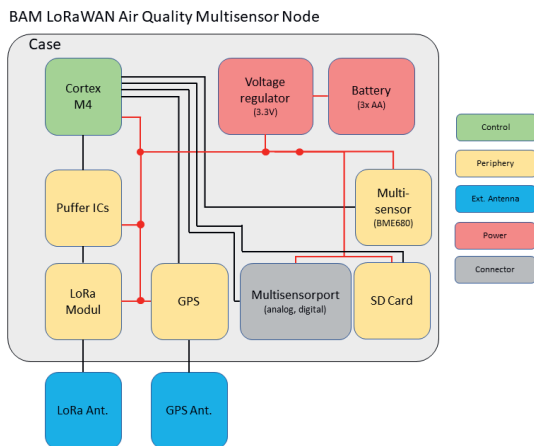 BAM LoRaWAN Air Quality Multisensor Node
Case
Cortex
M4
Voltage
regulator
(3.3V)
Battery
(3x AA)
Control
Periphery
Ext. Antenna
Power
Connector
Puffer ICs
Multi-
sensor
(BME680)
LoRa
Modul
GPS
Multisensorport
(analog, digital)
SD Card
LoRa Ant.
GPS Ant.